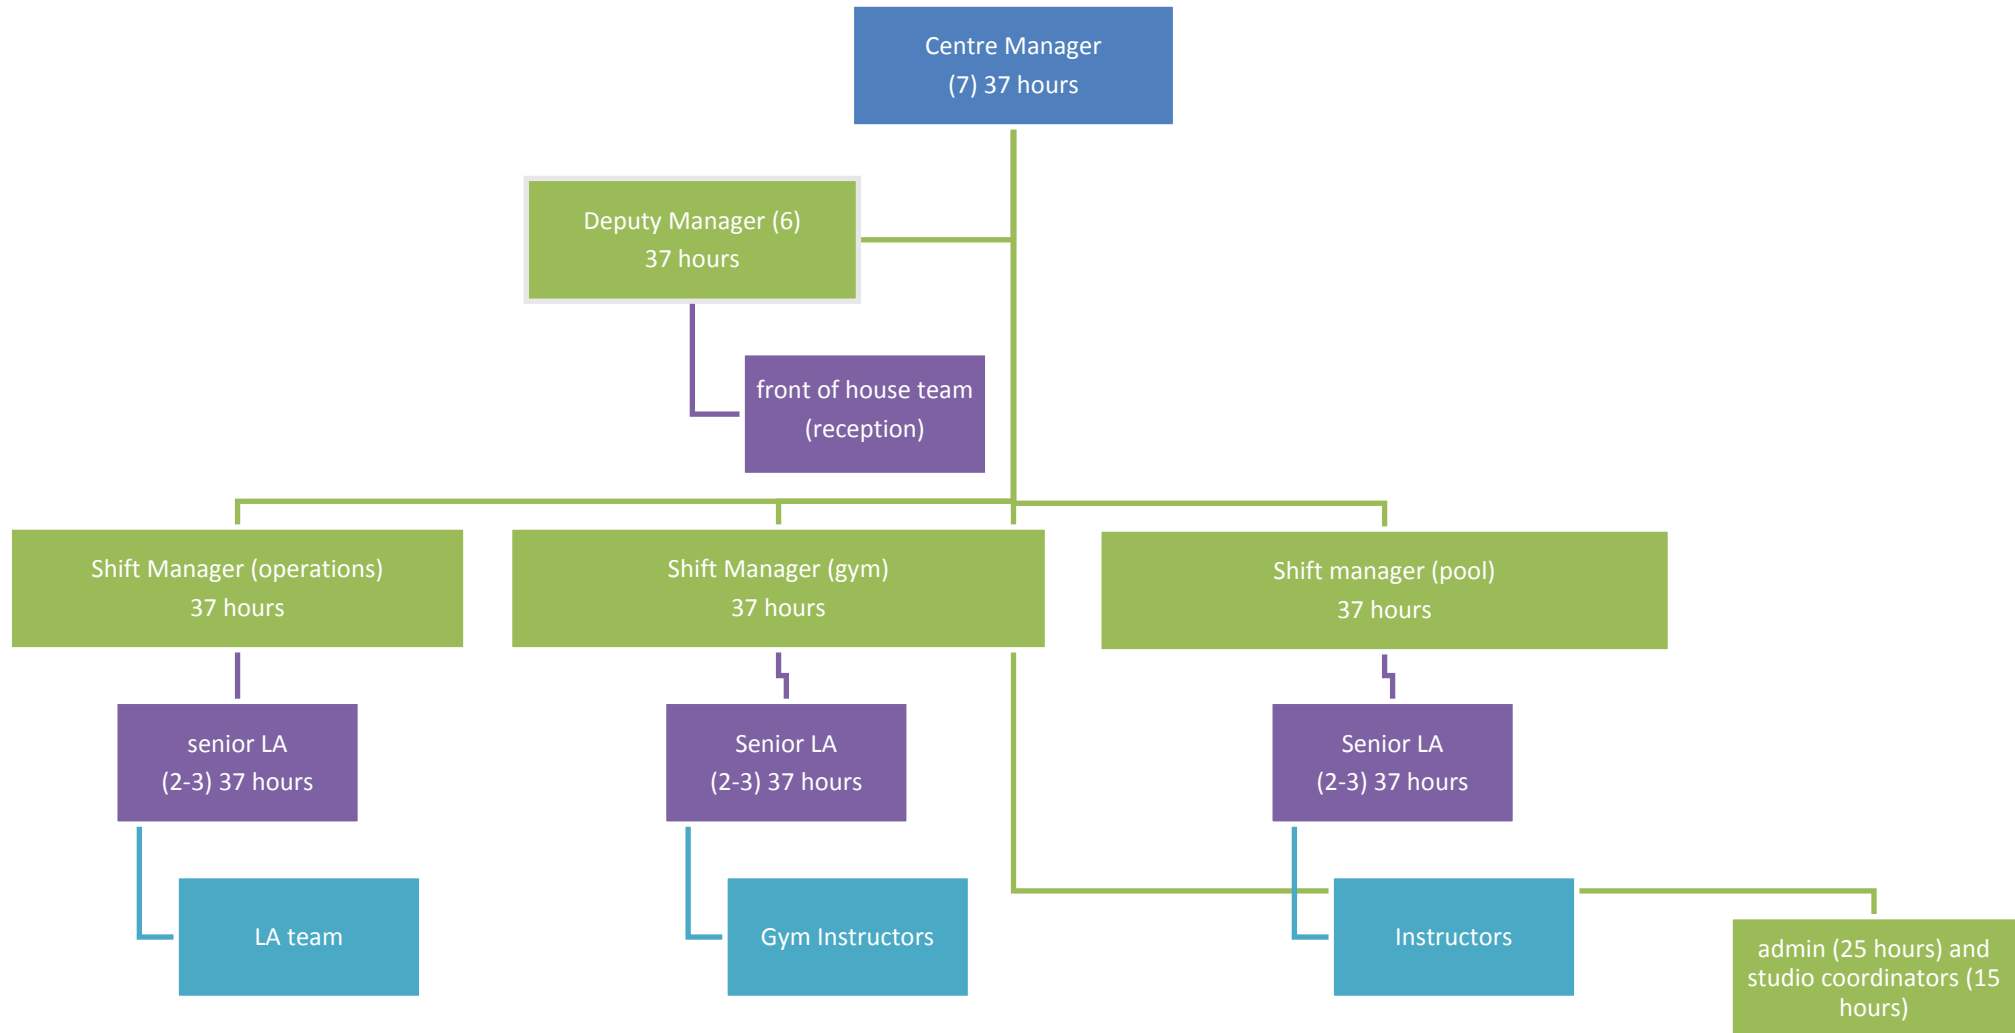 Centre Manager
(7) 37 hours
Deputy Manager (6)
37 hours
front of house team
(reception)
Shift Manager (operations)
37 hours
Shift Manager (gym)
37 hours
Shift manager (pool)
37 hours
senior LA
(2-3) 37 hours
Senior LA
(2-3) 37 hours
Senior LA
(2-3) 37 hours
LA team
Gym Instructors
Instructors
admin (25 hours) and
studio coordinators (15
hours)